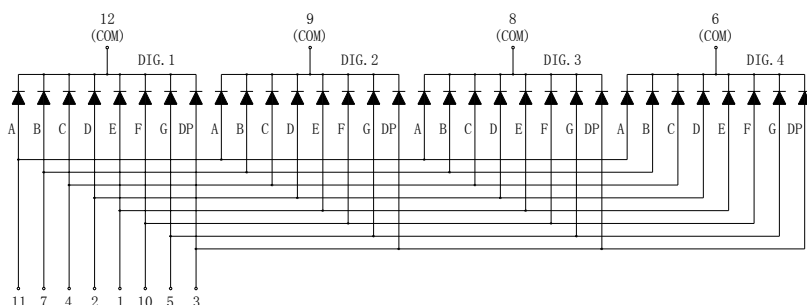 12 9 8 6
(COM) (COM) (COM) (COM)
DIG.1 DIG.2 DIG.3 DIG.4
A B C D E F G DP A B C D E F G DP A B C D E F G DP A B C D E F G DP
11 7 4 2 1 10 5 3